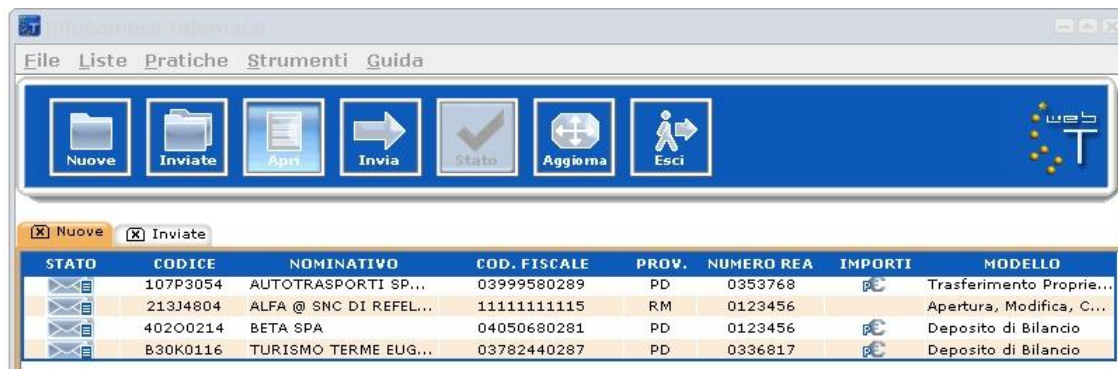 Infocamere Telemaco
File Liste Pratiche Strumenti Guida
Nuove Inviate Apri Invia Stato Aggiorna Esci
web T
Nuove Inviate
STATO CODICE NOMINATIVO COD. FISCALE PROV. NUMERO REA IMPORTI MODELLO
107P3054 AUTOTRASPORTI SP... 03999580289 PD 0353768 P€ Trasferimento Proprie...
213J4804 ALFA @ SNC DI REFEL... 11111111115 RM 0123456 Apertura, Modifica, C...
402O0214 BETA SPA 04050680281 PD 0123456 P€ Deposito di Bilancio
B30K0116 TURISMO TERME EUG... 03782440287 PD 0336817 P€ Deposito di Bilancio